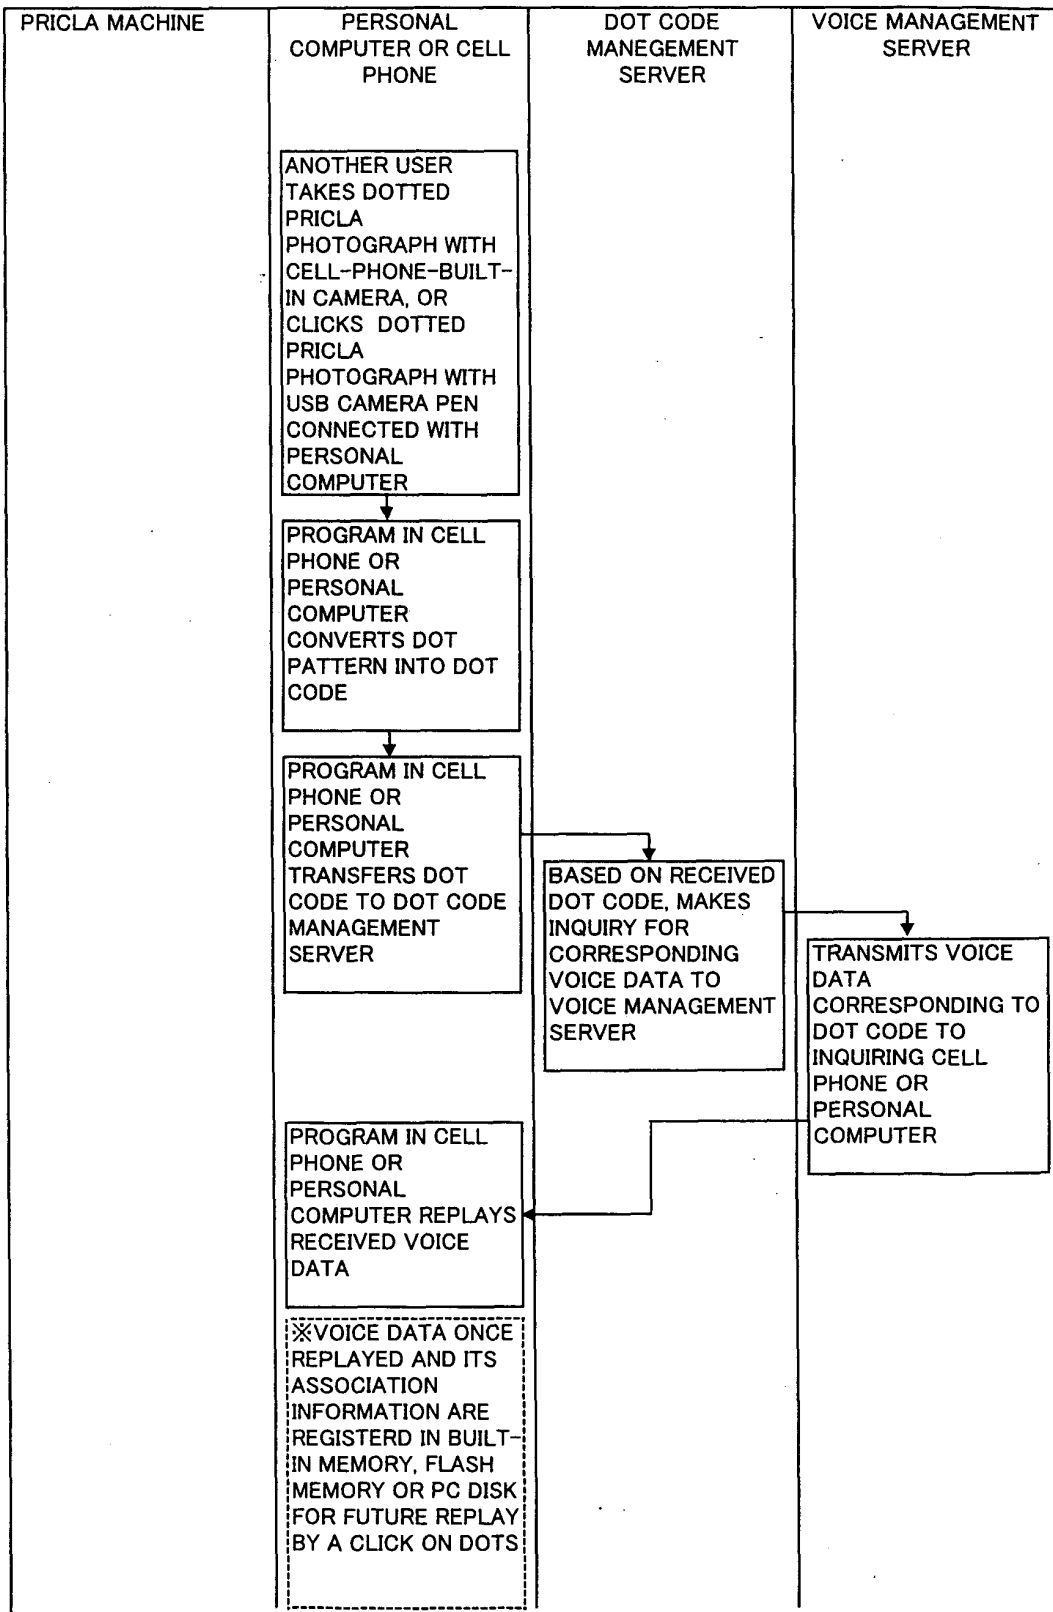 PRICLA MACHINE
PERSONAL
COMPUTER OR CELL
PHONE
DOT CODE
MANEGEMENT
SERVER
VOICE MANAGEMENT
SERVER
ANOTHER USER
TAKES DOTTED
PRICLA
PHOTOGRAPH WITH
CELL-PHONE-BUILT-
IN CAMERA, OR
CLICKS DOTTED
PRICLA
PHOTOGRAPH WITH
USB CAMERA PEN
CONNECTED WITH
PERSONAL
COMPUTER
PROGRAM IN CELL
PHONE OR
PERSONAL
COMPUTER
CONVERTS DOT
PATTERN INTO DOT
CODE
PROGRAM IN CELL
PHONE OR
PERSONAL
COMPUTER
TRANSFERS DOT
CODE TO DOT CODE
MANAGEMENT
SERVER
BASED ON RECEIVED
DOT CODE, MAKES
INQUIRY FOR
CORRESPONDING
VOICE DATA TO
VOICE MANAGEMENT
SERVER
TRANSMITS VOICE
DATA
CORRESPONDING TO
DOT CODE TO
INQUIRING CELL
PHONE OR
PERSONAL
COMPUTER
PROGRAM IN CELL
PHONE OR
PERSONAL
COMPUTER REPLAYS
RECEIVED VOICE
DATA
※VOICE DATA ONCE
REPLAYED AND ITS
ASSOCIATION
INFORMATION ARE
REGISTERD IN BUILT-
IN MEMORY, FLASH
MEMORY OR PC DISK
FOR FUTURE REPLAY
BY A CLICK ON DOTS